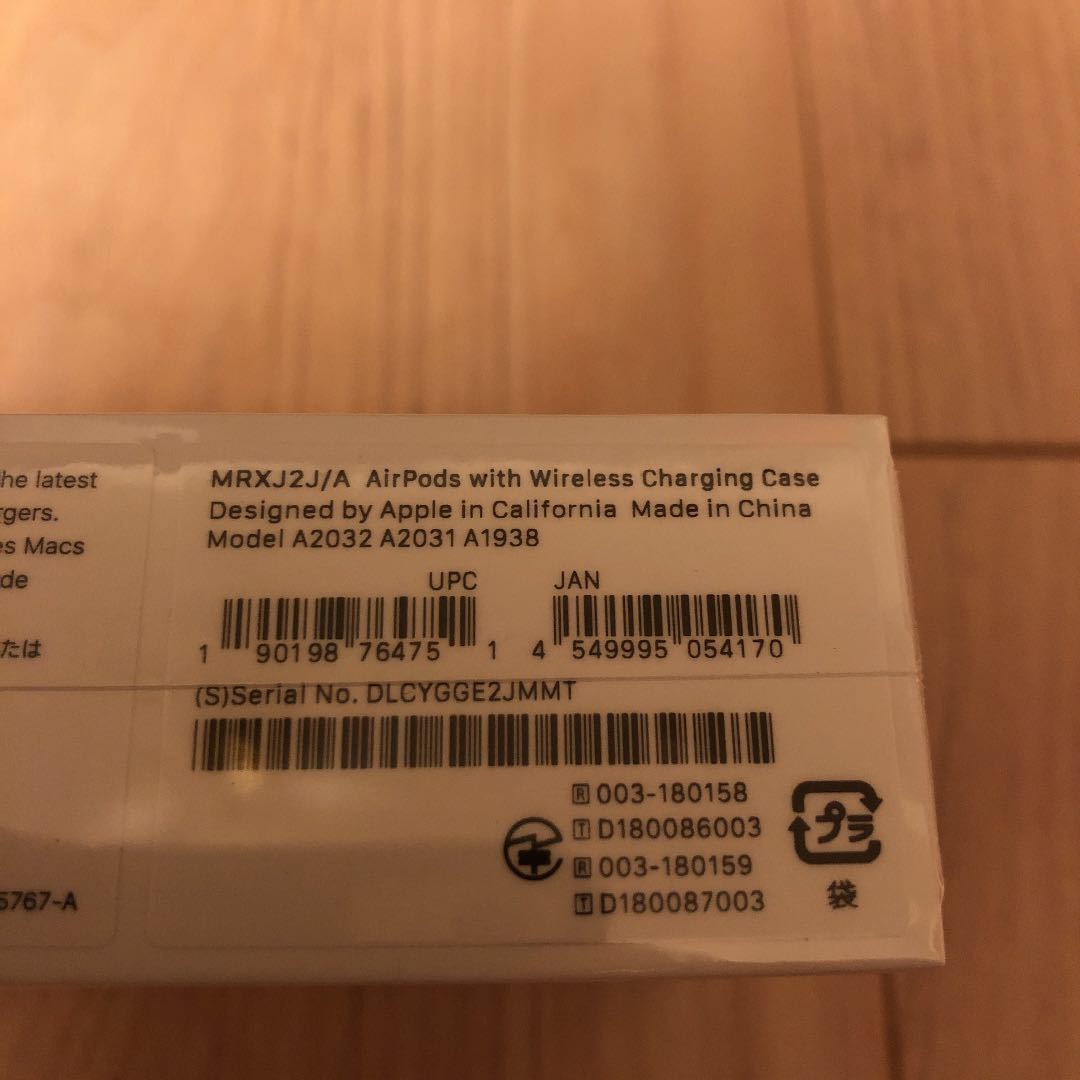 he latest
rgers.
es Macs
de
たは
5767-A
MRXJ2J/A AirPods with Wireless Charging Case
Designed by Apple in California Made in China
Model A2032 A2031 A1938
UPC JAN
1 90198 76475 1 4 549995 054170
(S)Serial No. DLCYGGE2JMMT
R 003-180158
T D180086003
R 003-180159
T D180087003
プラ
袋